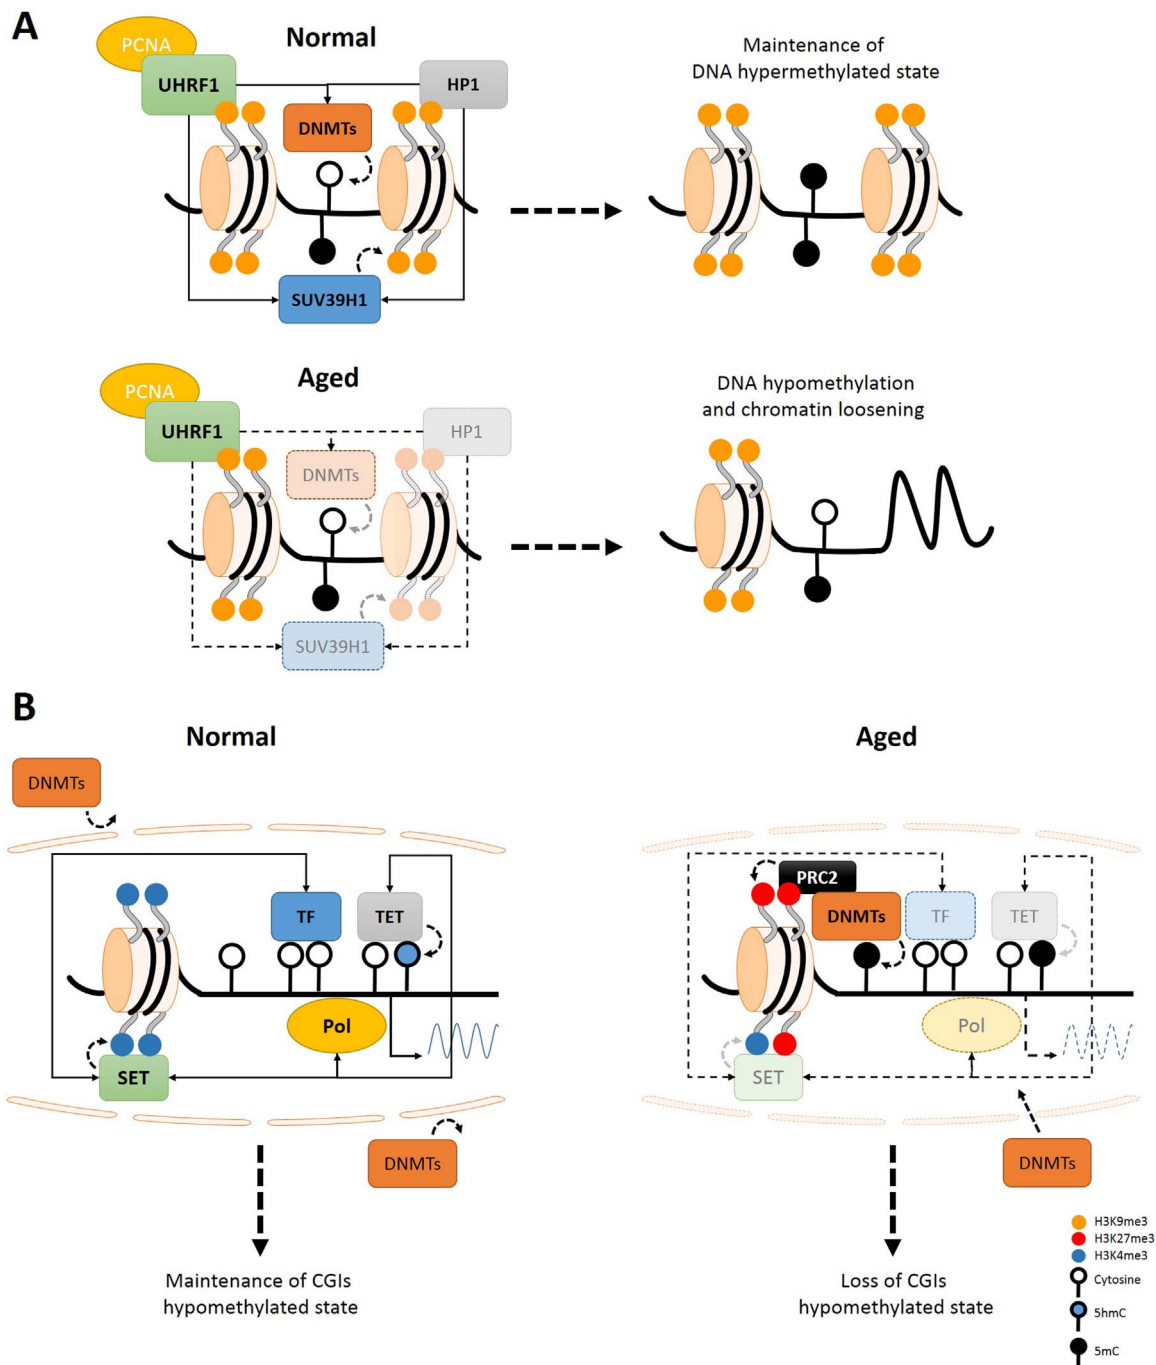 A
Normal
PCNA
UHRF1
HP1
DNMTs
SUV39H1
Maintenance of
DNA hypermethylated state
Aged
PCNA
UHRF1
HP1
DNMTs
SUV39H1
DNA hypomethylation
and chromatin loosening
B
Normal
DNMTs
TF
TET
Pol
SET
DNMTs
Maintenance of CGIs
hypomethylated state
Aged
PRC2
DNMTs
TF
TET
Pol
SET
DNMTs
Loss of CGIs
hypomethylated state
H3K9me3
H3K27me3
H3K4me3
Cytosine
5hmC
5mC